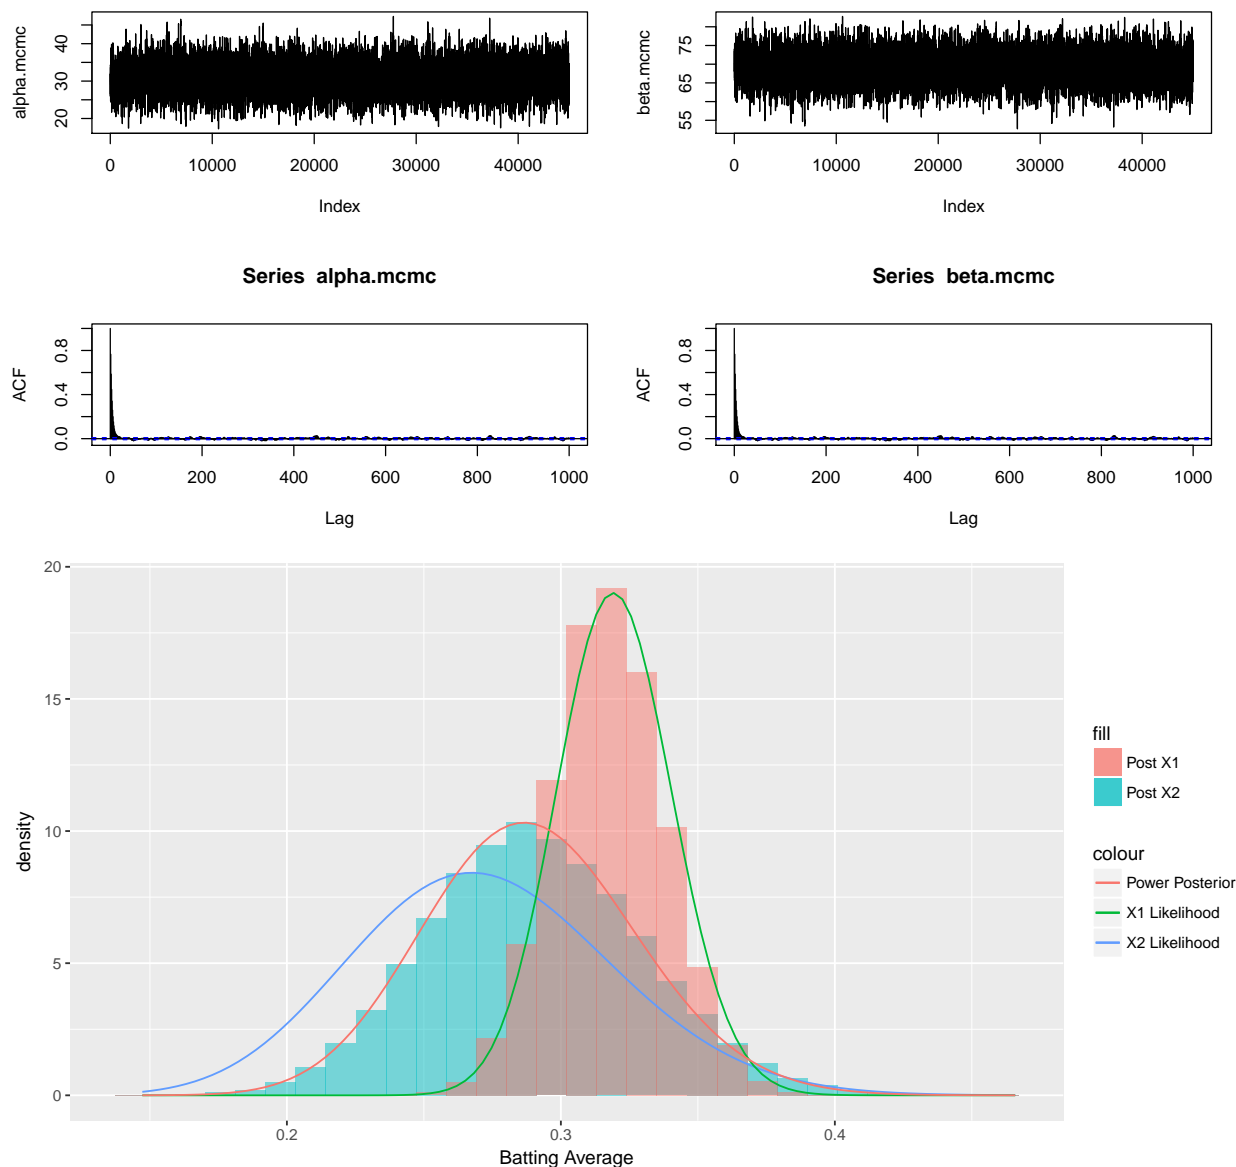 alpha.mcmc
20 30 40
0 10000 20000 30000 40000
Index
beta.mcmc
55 65 75
0 10000 20000 30000 40000
Index
Series alpha.mcmc
ACF
0.0 0.4 0.8
0 200 400 600 800 1000
Lag
Series beta.mcmc
ACF
0.0 0.4 0.8
0 200 400 600 800 1000
Lag
density
20
15
10
5
0
0.2 0.3 0.4
Batting Average
fill
Post X1
Post X2
colour
Power Posterior
X1 Likelihood
X2 Likelihood